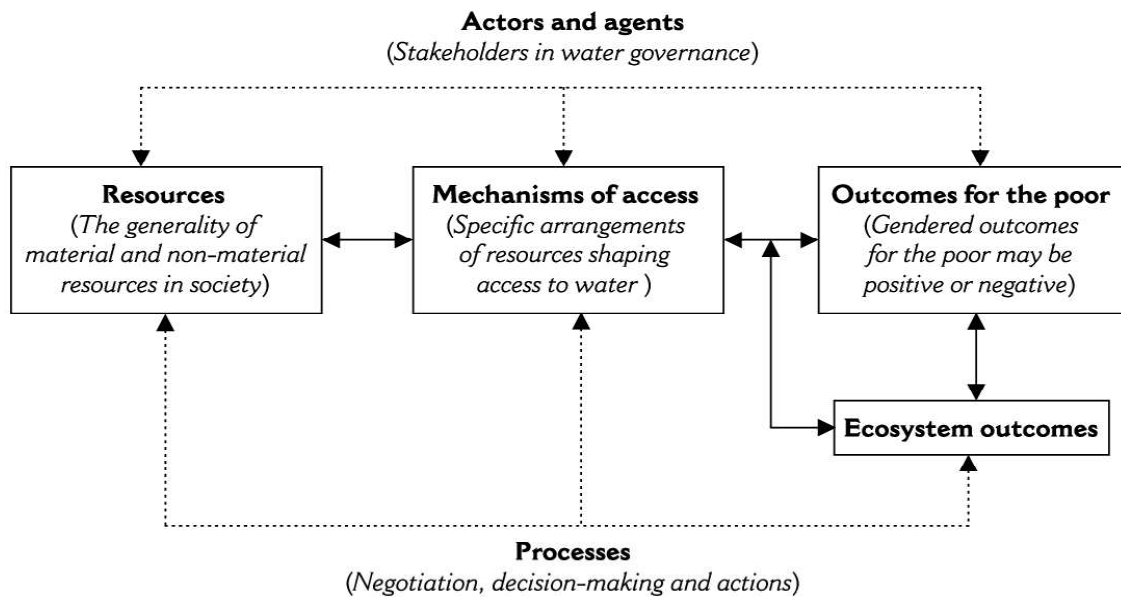 Actors and agents
(Stakeholders in water governance)
Resources
(The generality of
material and non-material
resources in society)
Mechanisms of access
(Specific arrangements
of resources shaping
access to water )
Outcomes for the poor
(Gendered outcomes
for the poor may be
positive or negative)
Ecosystem outcomes
Processes
(Negotiation, decision-making and actions)